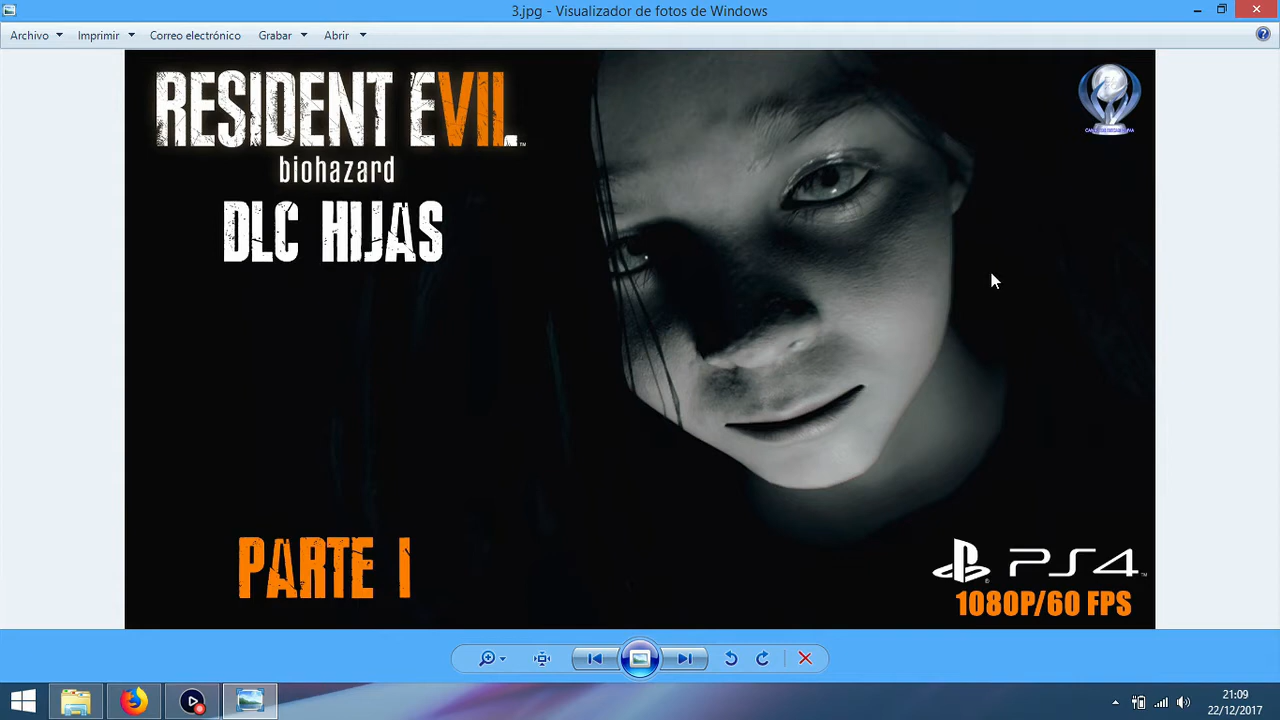 3.jpg - Visualizador de fotos de Windows
Archivo Imprimir Correo electrónico Grabar Abrir
RESIDENT EVIL
biohazard
DLC HIJAS
PARTE I
PS4
1080P/60 FPS
21:09
22/12/2017